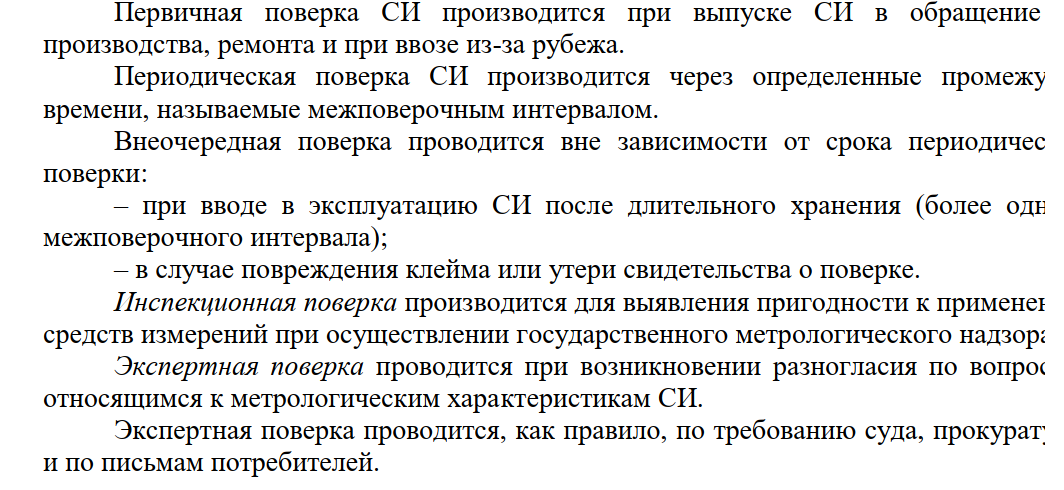 Первичная поверка СИ производится при выпуске СИ в обращение
производства, ремонта и при ввозе из-за рубежа.
Периодическая поверка СИ производится через определенные промежу
времени, называемые межповерочным интервалом.
Внеочередная поверка проводится вне зависимости от срока периодичес
поверки:
– при вводе в эксплуатацию СИ после длительного хранения (более одн
межповерочного интервала);
– в случае повреждения клейма или утери свидетельства о поверке.
Инспекционная поверка производится для выявления пригодности к применен
средств измерений при осуществлении государственного метрологического надзора
Экспертная поверка проводится при возникновении разногласия по вопрос
относящимся к метрологическим характеристикам СИ.
Экспертная поверка проводится, как правило, по требованию суда, прокурату
и по письмам потребителей.